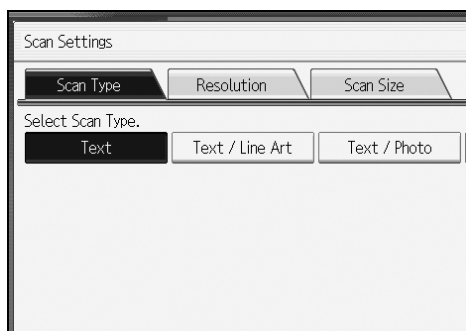 Scan Settings
Scan Type Resolution Scan Size
Select Scan Type.
Text Text / Line Art Text / Photo